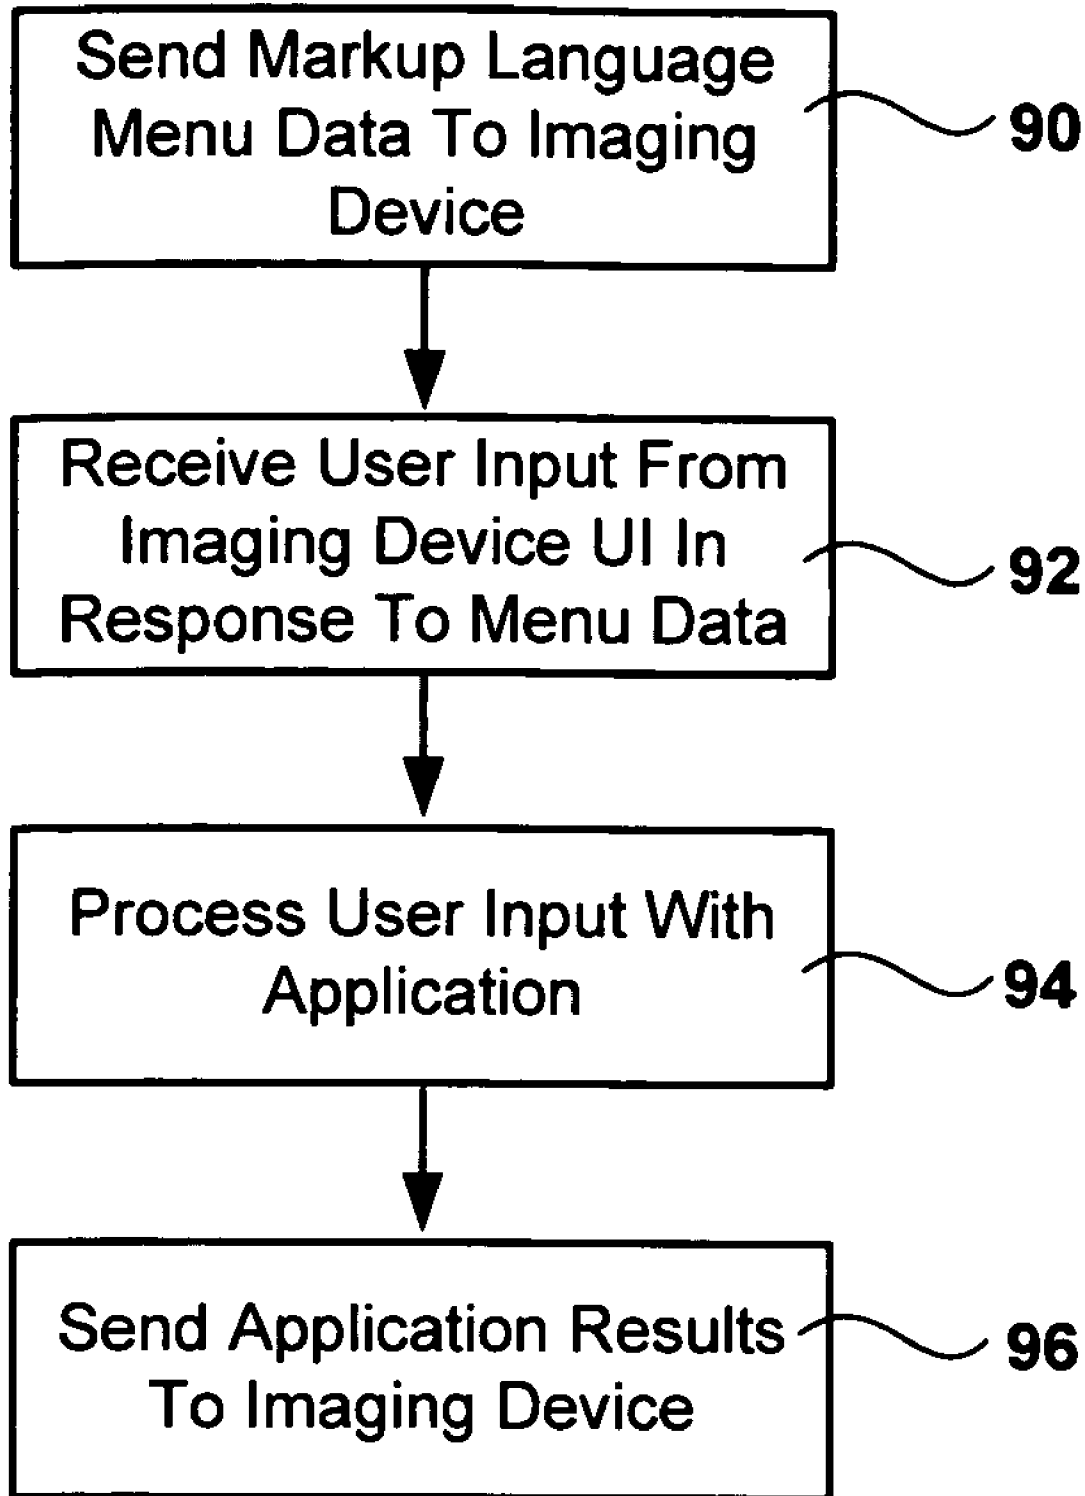 Send Markup Language
Menu Data To Imaging
Device
90
Receive User Input From
Imaging Device UI In
Response To Menu Data
92
Process User Input With
Application
94
Send Application Results
To Imaging Device
96